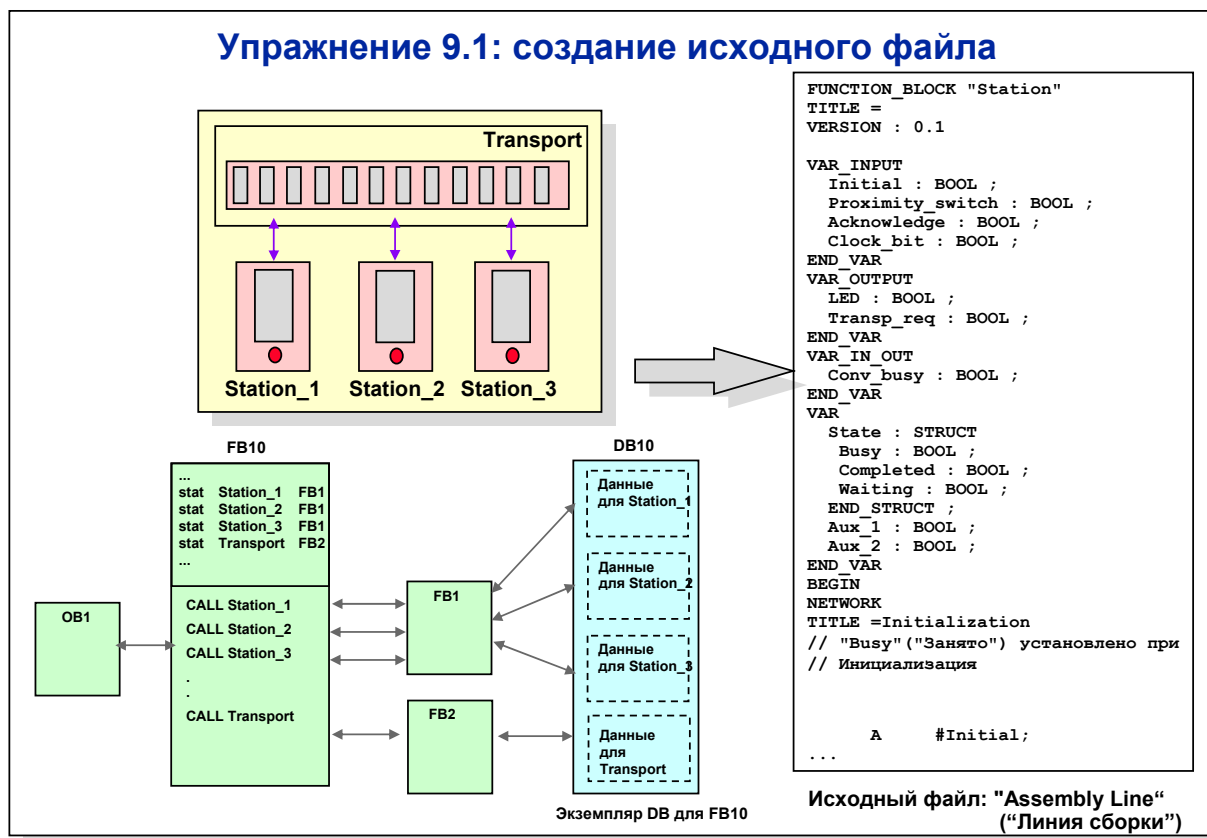 Упражнение 9.1: создание исходного файла
Transport
Station_1
Station_2
Station_3
FB10
...
stat Station_1 FB1
stat Station_2 FB1
stat Station_3 FB1
stat Transport FB2
...
CALL Station_1
CALL Station_2
CALL Station_3
.
.
CALL Transport
OB1
FB1
FB2
DB10
Данные
для Station_1
Данные
для Station_2
Данные
для Station_3
Данные
для
Transport
Экземпляр DB для FB10
FUNCTION_BLOCK "Station"
TITLE =
VERSION : 0.1
VAR_INPUT
Initial : BOOL ;
Proximity_switch : BOOL ;
Acknowledge : BOOL ;
Clock_bit : BOOL ;
END_VAR
VAR_OUTPUT
LED : BOOL ;
Transp_req : BOOL ;
END_VAR
VAR_IN_OUT
Conv_busy : BOOL ;
END_VAR
VAR
State : STRUCT
Busy : BOOL ;
Completed : BOOL ;
Waiting : BOOL ;
END_STRUCT ;
Aux_1 : BOOL ;
Aux_2 : BOOL ;
END_VAR
BEGIN
NETWORK
TITLE =Initialization
// "Busy"("Занято") установлено при
// Инициализация
A #Initial;
...
Исходный файл: "Assembly Line“
(“Линия сборки”)